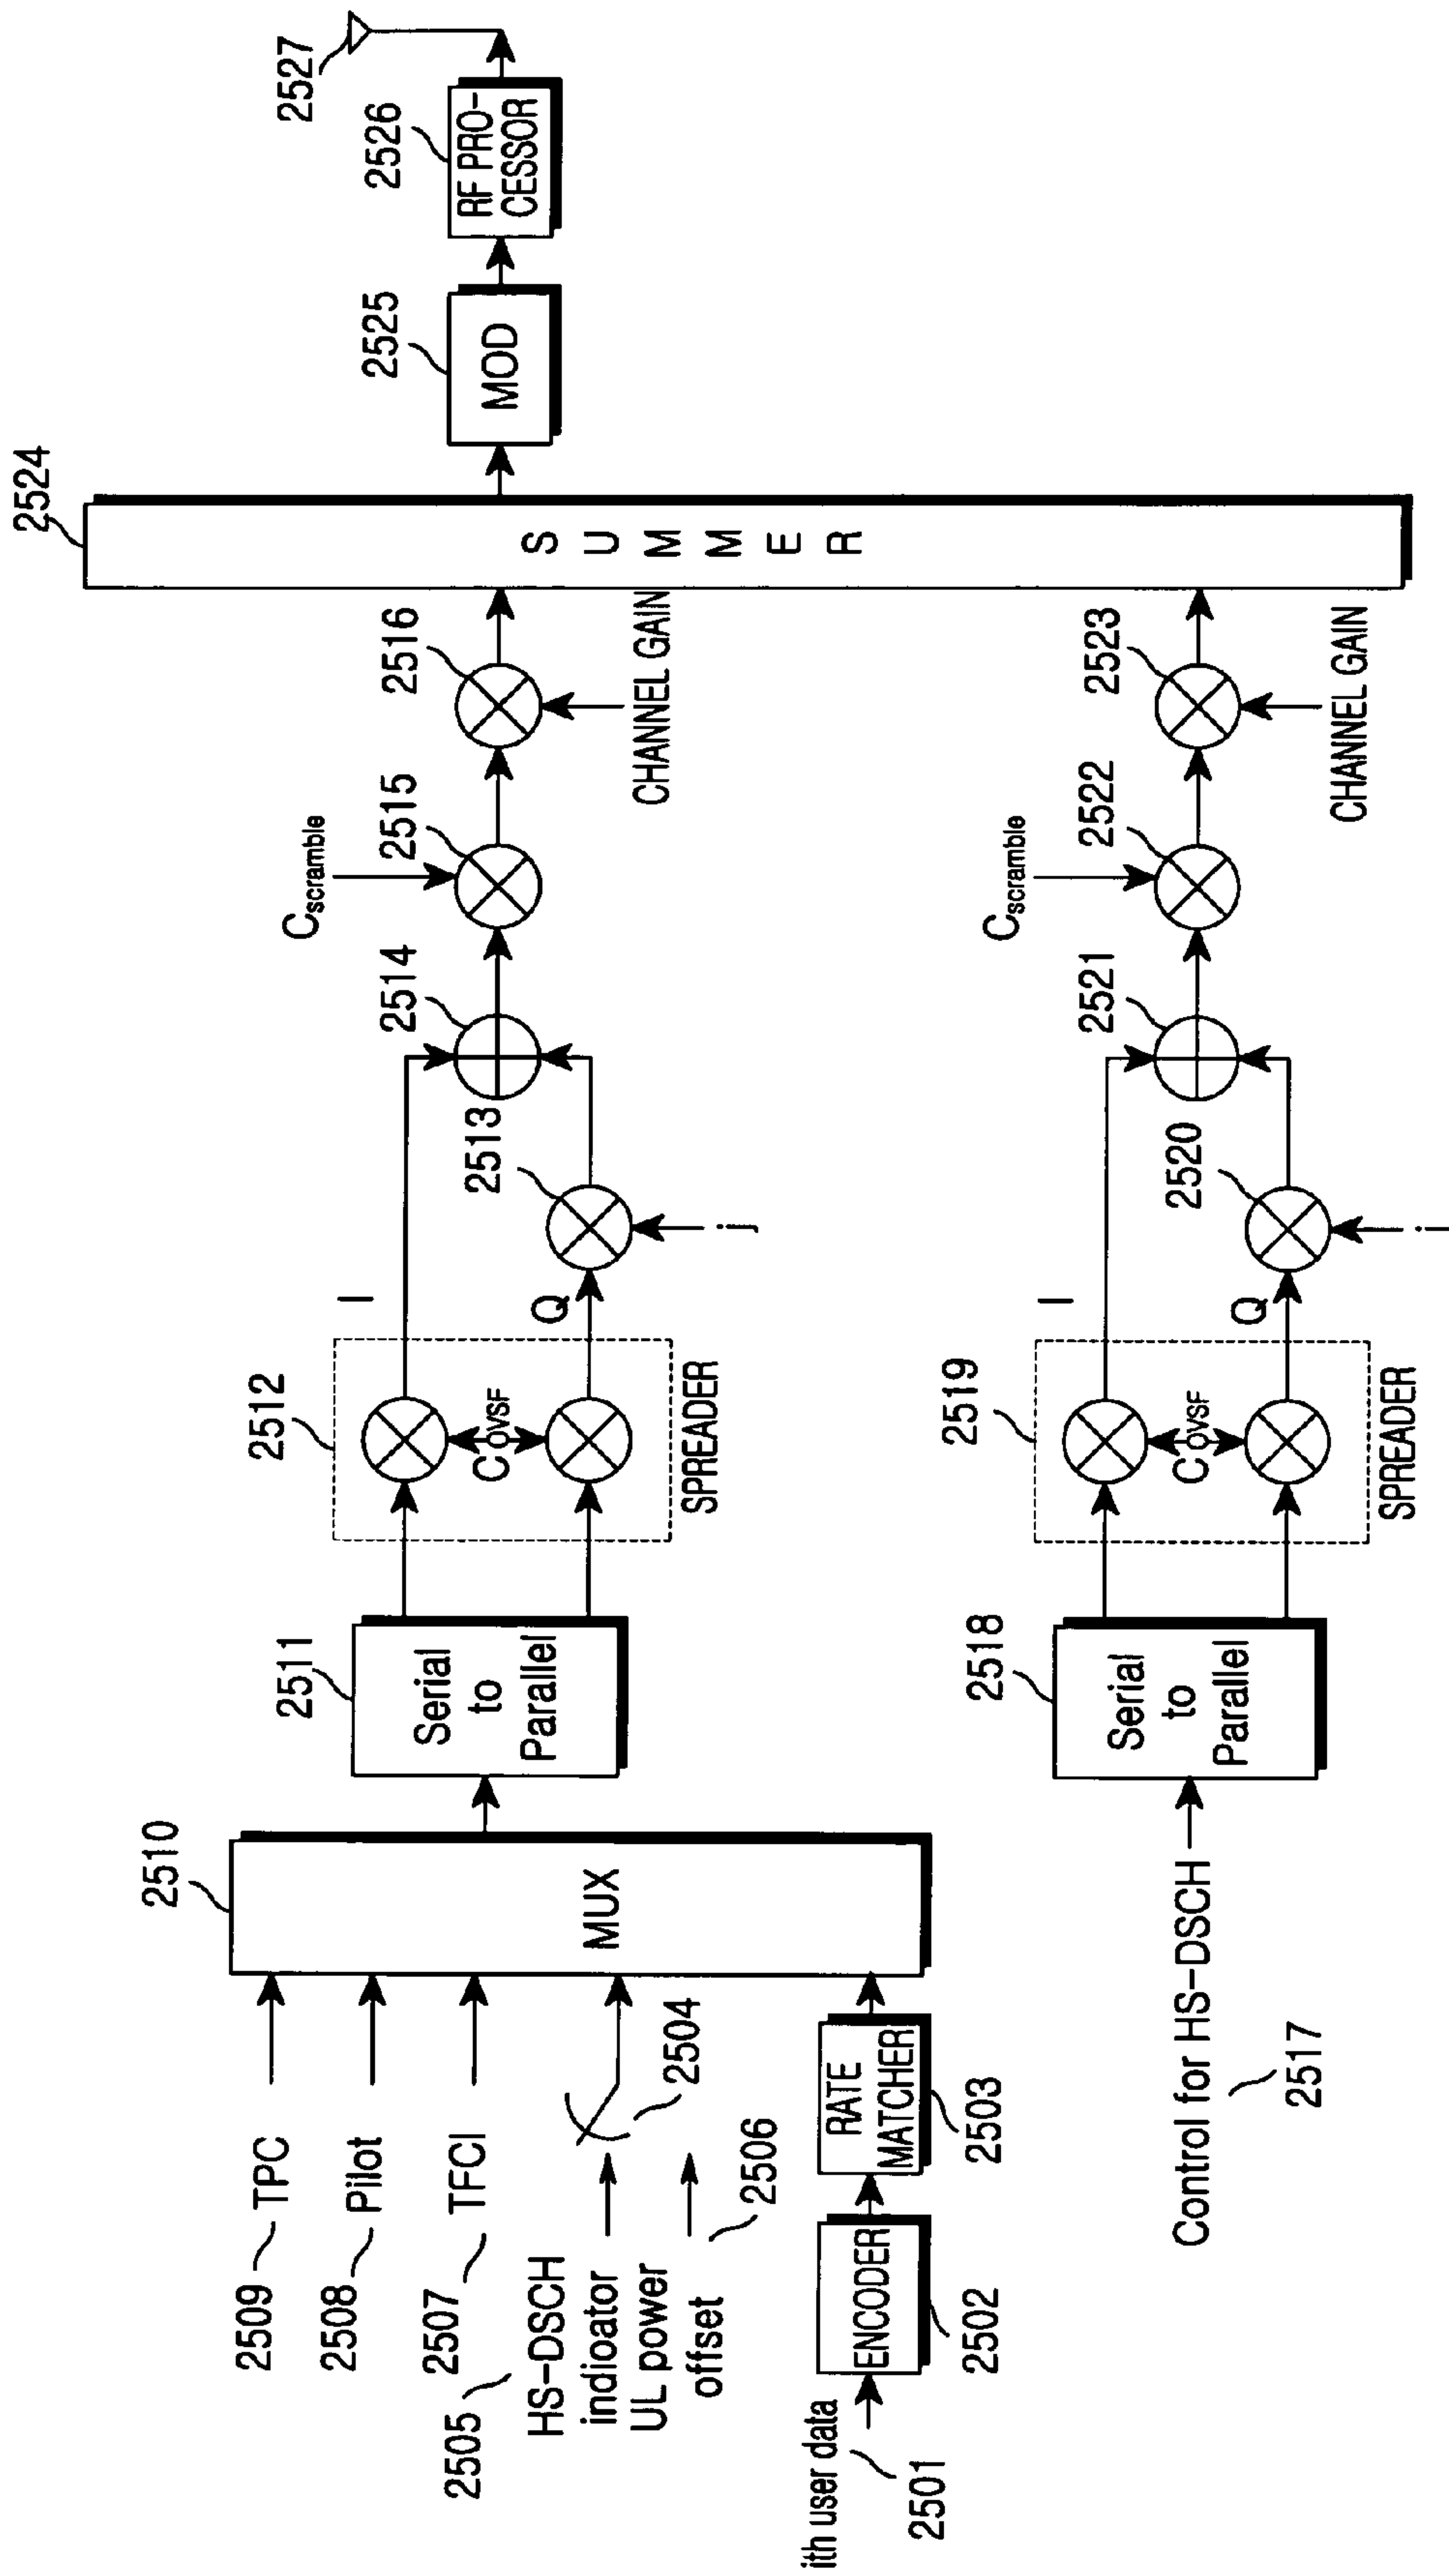 2527
2526
RF PRO-
CESSOR
2525
MOD
2524
SUMMER
2516
CHANNEL GAIN
2515
Cscramble
2514
2513
j
I
Q
2512
COVSF
SPREADER
2511
Serial
to
Parallel
2510
MUX
2509
TPC
2508
Pilot
2507
TFCI
2504
2505
HS-DSCH
indioator
UL power
offset
2506
RATE
MATCHER
2503
ENCODER
2502
ith user data
2501
2523
CHANNEL GAIN
2522
Cscramble
2521
2520
j
I
Q
2519
COVSF
SPREADER
2518
Serial
to
Parallel
Control for HS-DSCH
2517